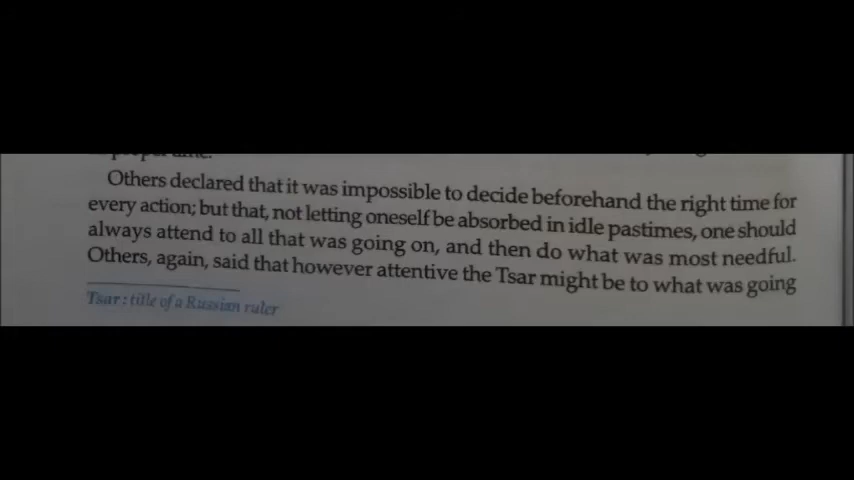 Others declared that it was impossible to decide beforehand the right time for
every action; but that, not letting oneself be absorbed in idle pastimes, one should
always attend to all that was going on, and then do what was most needful.
Others, again, said that however attentive the Tsar might be to what was going
Tsar : title of a Russian ruler